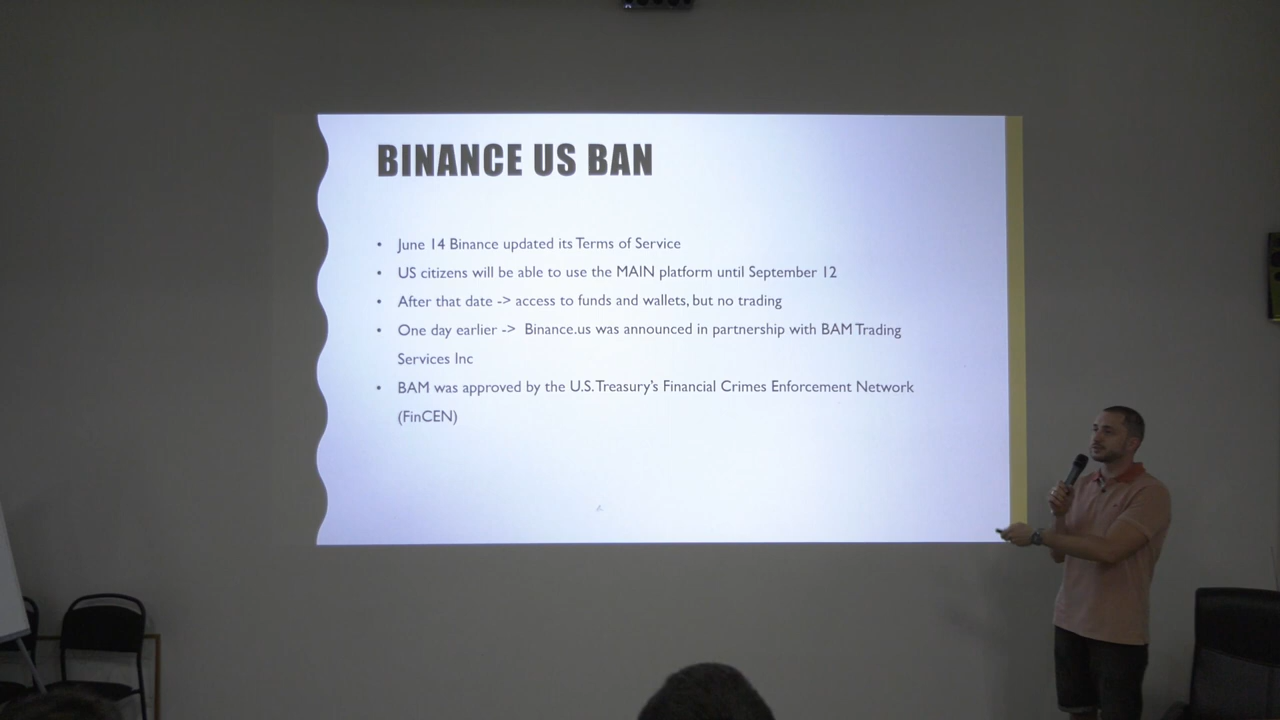 BINANCE US BAN
• June 14 Binance updated its Terms of Service
• US citizens will be able to use the MAIN platform until September 12
• After that date -> access to funds and wallets, but no trading
• One day earlier -> Binance.us was announced in partnership with BAM Trading
Services Inc
• BAM was approved by the U.S. Treasury's Financial Crimes Enforcement Network
(FinCEN)